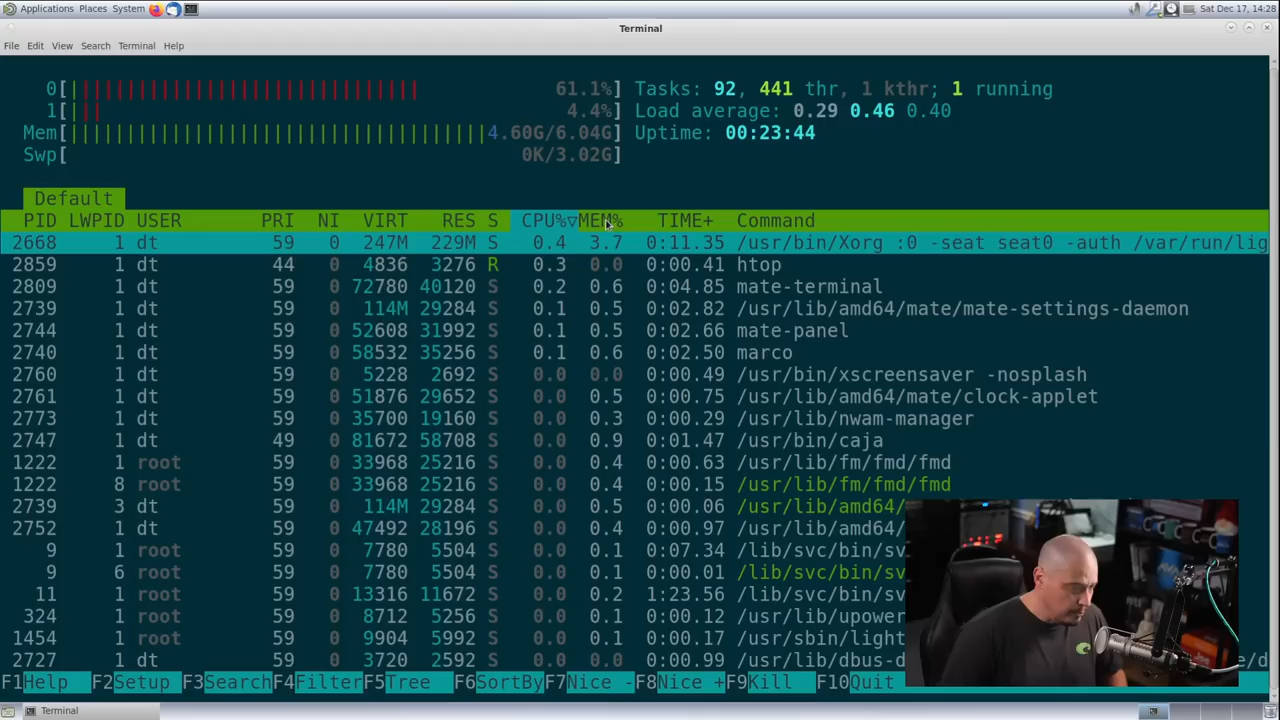 Applications Places System Sat Dec 17, 14:28
Terminal
File Edit View Search Terminal Help
0[ 61.1%] Tasks: 92, 441 thr, 1 kthr; 1 running
1[ 4.4%] Load average: 0.29 0.46 0.40
Mem[ 4.60G/6.04G] Uptime: 00:23:44
Swp[ 0K/3.02G]
Default
PID LWPID USER PRI NI VIRT RES S CPU%▽MEM% TIME+ Command
2668 1 dt 59 0 247M 229M S 0.4 3.7 0:11.35 /usr/bin/Xorg :0 -seat seat0 -auth /var/run/lig
2859 1 dt 44 0 4836 3276 R 0.3 0.0 0:00.41 htop
2809 1 dt 59 0 72780 40120 S 0.2 0.6 0:04.85 mate-terminal
2739 1 dt 59 0 114M 29284 S 0.1 0.5 0:02.82 /usr/lib/amd64/mate/mate-settings-daemon
2744 1 dt 59 0 52608 31992 S 0.1 0.5 0:02.66 mate-panel
2740 1 dt 59 0 58532 35256 S 0.1 0.6 0:02.50 marco
2760 1 dt 59 0 5228 2692 S 0.0 0.0 0:00.49 /usr/bin/xscreensaver -nosplash
2761 1 dt 59 0 51876 29652 S 0.0 0.5 0:00.75 /usr/lib/amd64/mate/clock-applet
2773 1 dt 59 0 35700 19160 S 0.0 0.3 0:00.29 /usr/lib/nwam-manager
2747 1 dt 49 0 81672 58708 S 0.0 0.9 0:01.47 /usr/bin/caja
1222 1 root 59 0 33968 25216 S 0.0 0.4 0:00.63 /usr/lib/fm/fmd/fmd
1222 8 root 59 0 33968 25216 S 0.0 0.4 0:00.15 /usr/lib/fm/fmd/fmd
2739 3 dt 59 0 114M 29284 S 0.0 0.5 0:00.06 /usr/lib/amd64/
2752 1 dt 59 0 47492 28196 S 0.0 0.4 0:00.97 /usr/lib/amd64/
9 1 root 59 0 7780 5504 S 0.0 0.1 0:07.34 /lib/svc/bin/sv
9 6 root 59 0 7780 5504 S 0.0 0.1 0:00.01 /lib/svc/bin/sv
11 1 root 59 0 13316 11672 S 0.0 0.2 1:23.56 /lib/svc/bin/sv
324 1 root 59 0 8712 5256 S 0.0 0.1 0:00.12 /usr/lib/upower
1454 1 root 59 0 9904 5992 S 0.0 0.1 0:00.17 /usr/sbin/light
2727 1 dt 59 0 3720 2592 S 0.0 0.0 0:00.99 /usr/lib/dbus-d e/d
F1Help F2Setup F3SearchF4FilterF5Tree F6SortByF7Nice -F8Nice +F9Kill F10Quit
Terminal